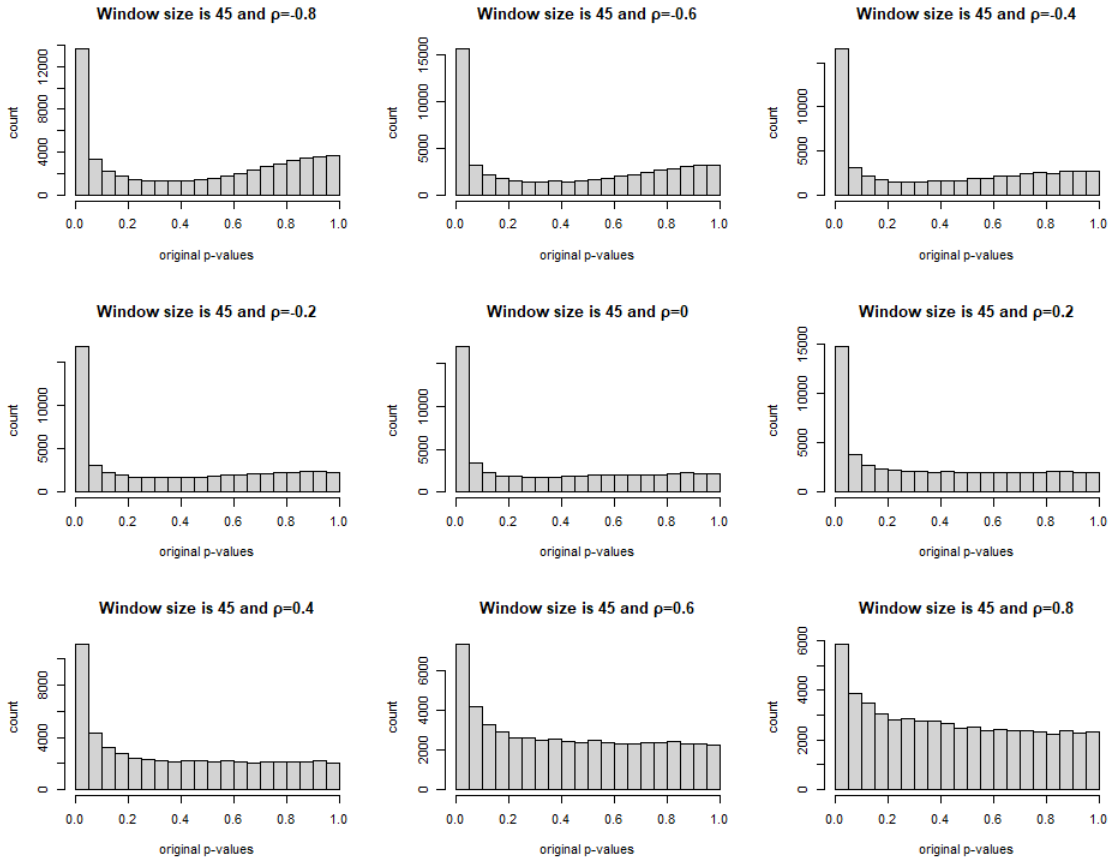 Window size is 45 and ρ=-0.8
count
0 4000 8000 12000
0.0 0.2 0.4 0.6 0.8 1.0
original p-values
Window size is 45 and ρ=-0.6
count
0 5000 10000 15000
0.0 0.2 0.4 0.6 0.8 1.0
original p-values
Window size is 45 and ρ=-0.4
count
0 5000 10000
0.0 0.2 0.4 0.6 0.8 1.0
original p-values
Window size is 45 and ρ=-0.2
count
0 5000 10000
0.0 0.2 0.4 0.6 0.8 1.0
original p-values
Window size is 45 and ρ=0
count
0 5000 10000
0.0 0.2 0.4 0.6 0.8 1.0
original p-values
Window size is 45 and ρ=0.2
count
0 5000 10000 15000
0.0 0.2 0.4 0.6 0.8 1.0
original p-values
Window size is 45 and ρ=0.4
count
0 4000 8000
0.0 0.2 0.4 0.6 0.8 1.0
original p-values
Window size is 45 and ρ=0.6
count
0 2000 4000 6000
0.0 0.2 0.4 0.6 0.8 1.0
original p-values
Window size is 45 and ρ=0.8
count
0 2000 4000 6000
0.0 0.2 0.4 0.6 0.8 1.0
original p-values